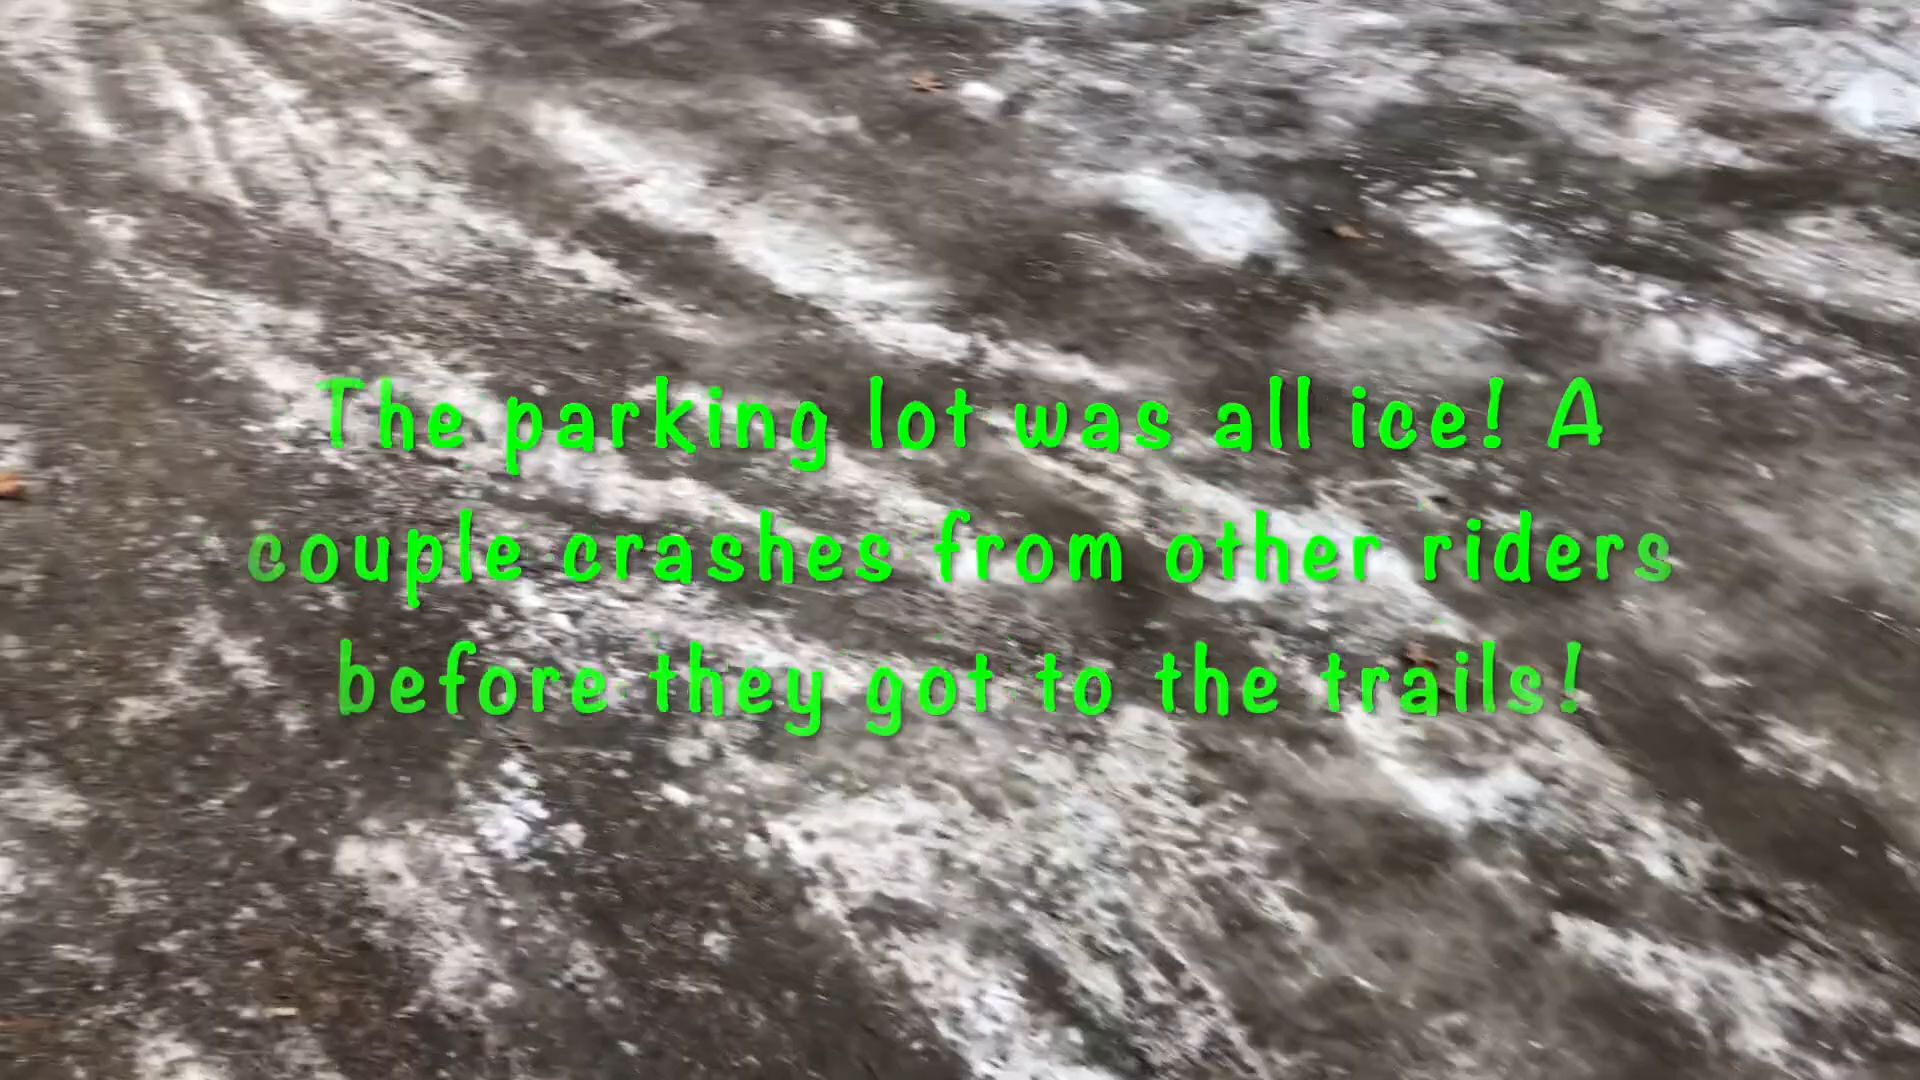 The parking lot was all ice! A
couple crashes from other riders
before they got to the trails!